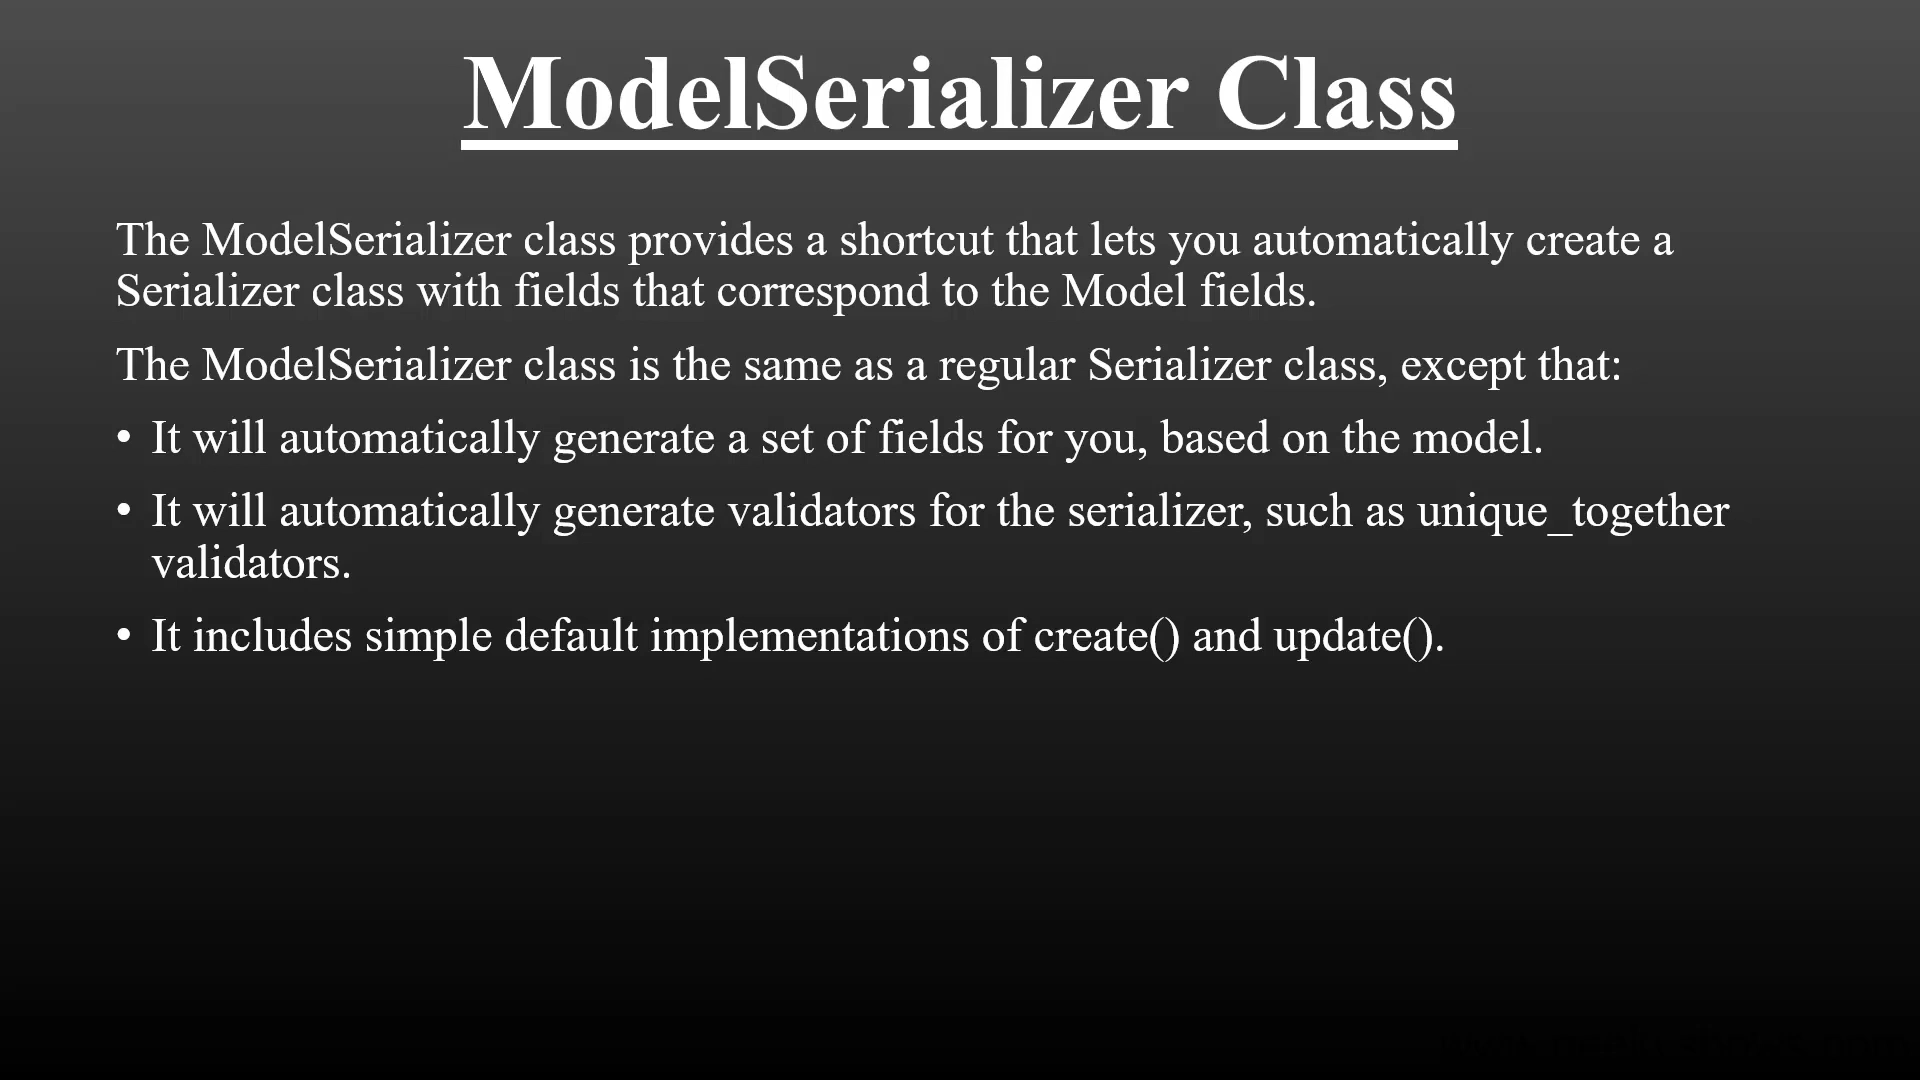 ModelSerializer Class
The ModelSerializer class provides a shortcut that lets you automatically create a
Serializer class with fields that correspond to the Model fields.
The ModelSerializer class is the same as a regular Serializer class, except that:
• It will automatically generate a set of fields for you, based on the model.
• It will automatically generate validators for the serializer, such as unique_together
validators.
• It includes simple default implementations of create() and update().